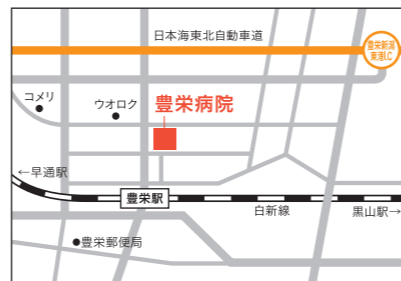 日本海東北自動車道
豊栄新潟
東港I.C
コメリ
ウオロク
豊栄病院
←早通駅
豊栄駅
白新線
黒山駅→
豊栄郵便局